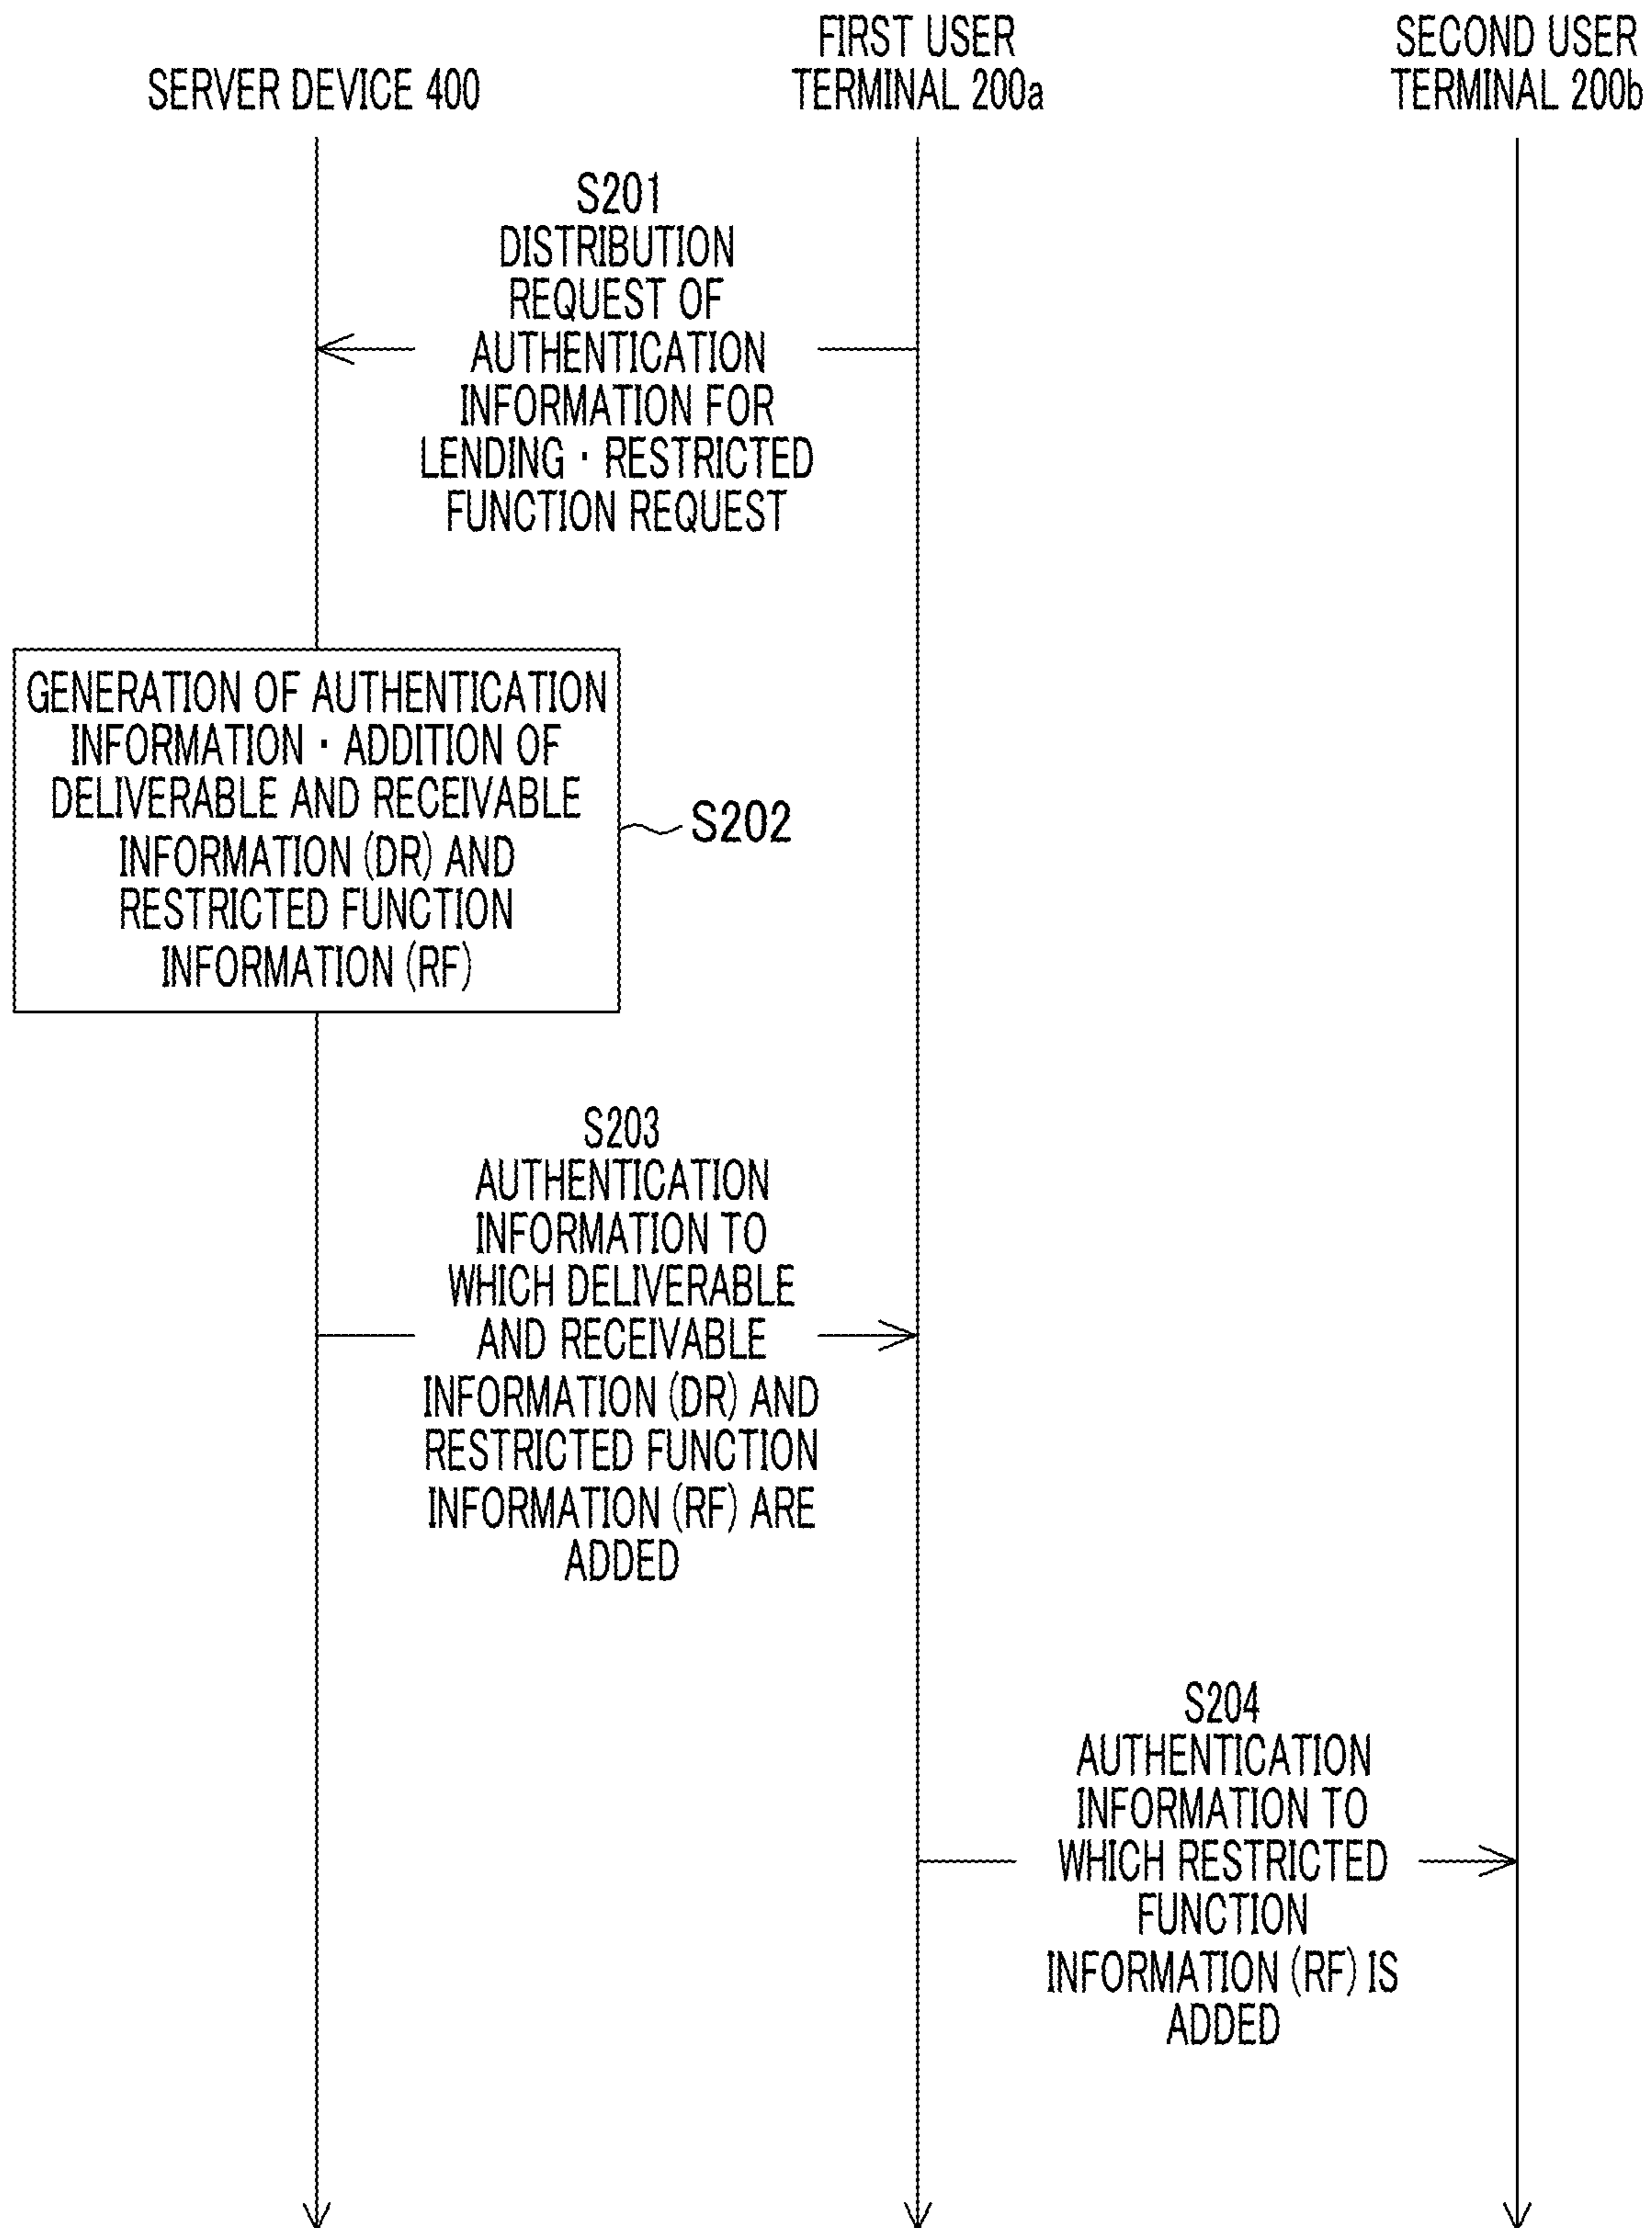 SERVER DEVICE 400
FIRST USER
TERMINAL 200a
SECOND USER
TERMINAL 200b
S201
DISTRIBUTION
REQUEST OF
AUTHENTICATION
INFORMATION FOR
LENDING・RESTRICTED
FUNCTION REQUEST
GENERATION OF AUTHENTICATION
INFORMATION・ADDITION OF
DELIVERABLE AND RECEIVABLE
INFORMATION (DR) AND
RESTRICTED FUNCTION
INFORMATION (RF)
S202
S203
AUTHENTICATION
INFORMATION TO
WHICH DELIVERABLE
AND RECEIVABLE
INFORMATION (DR) AND
RESTRICTED FUNCTION
INFORMATION (RF) ARE
ADDED
S204
AUTHENTICATION
INFORMATION TO
WHICH RESTRICTED
FUNCTION
INFORMATION (RF) IS
ADDED